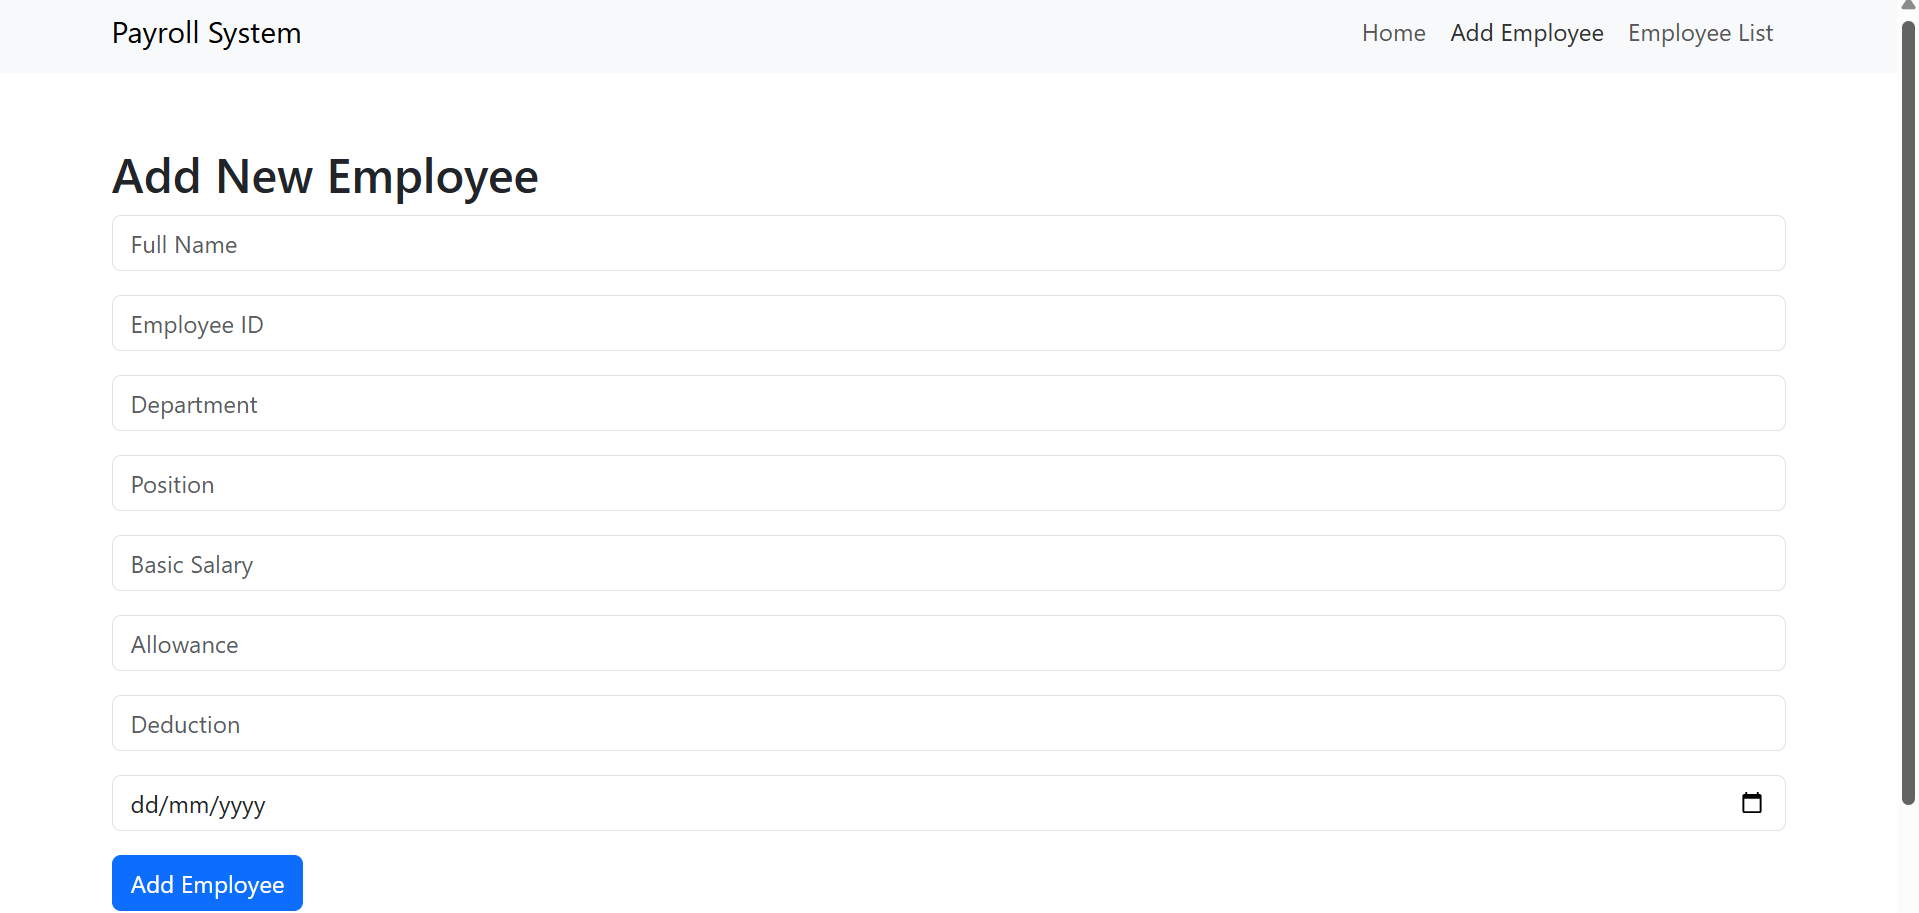 Payroll System Home Add Employee Employee List
Add New Employee
Full Name
Employee ID
Department
Position
Basic Salary
Allowance
Deduction
dd/mm/yyyy
Add Employee